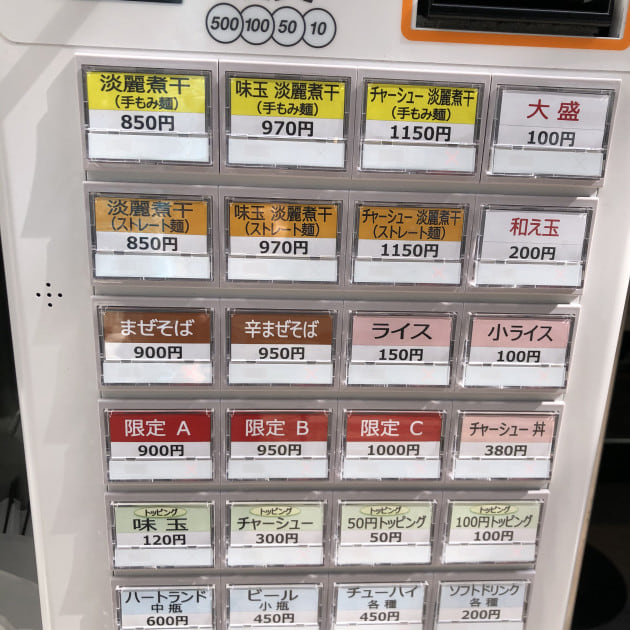 500 100 50 10
淡麗煮干
(手もみ麺)
850円
味玉 淡麗煮干
(手もみ麺)
970円
チャーシュー 淡麗煮干
(手もみ麺)
1150円
大盛
100円
淡麗煮干
(ストレート麺)
850円
味玉 淡麗煮干
(ストレート麺)
970円
チャーシュー 淡麗煮干
(ストレート麺)
1150円
和え玉
200円
まぜそば
900円
辛まぜそば
950円
ライス
150円
小ライス
100円
限定 A
900円
限定 B
950円
限定 C
1000円
チャーシュー 丼
380円
トッピング
味玉
120円
トッピング
チャーシュー
300円
トッピング
50円トッピング
50円
トッピング
100円トッピング
100円
ハートランド
中瓶
600円
ビール
小瓶
450円
チューハイ
各種
450円
ソフトドリンク
各種
200円